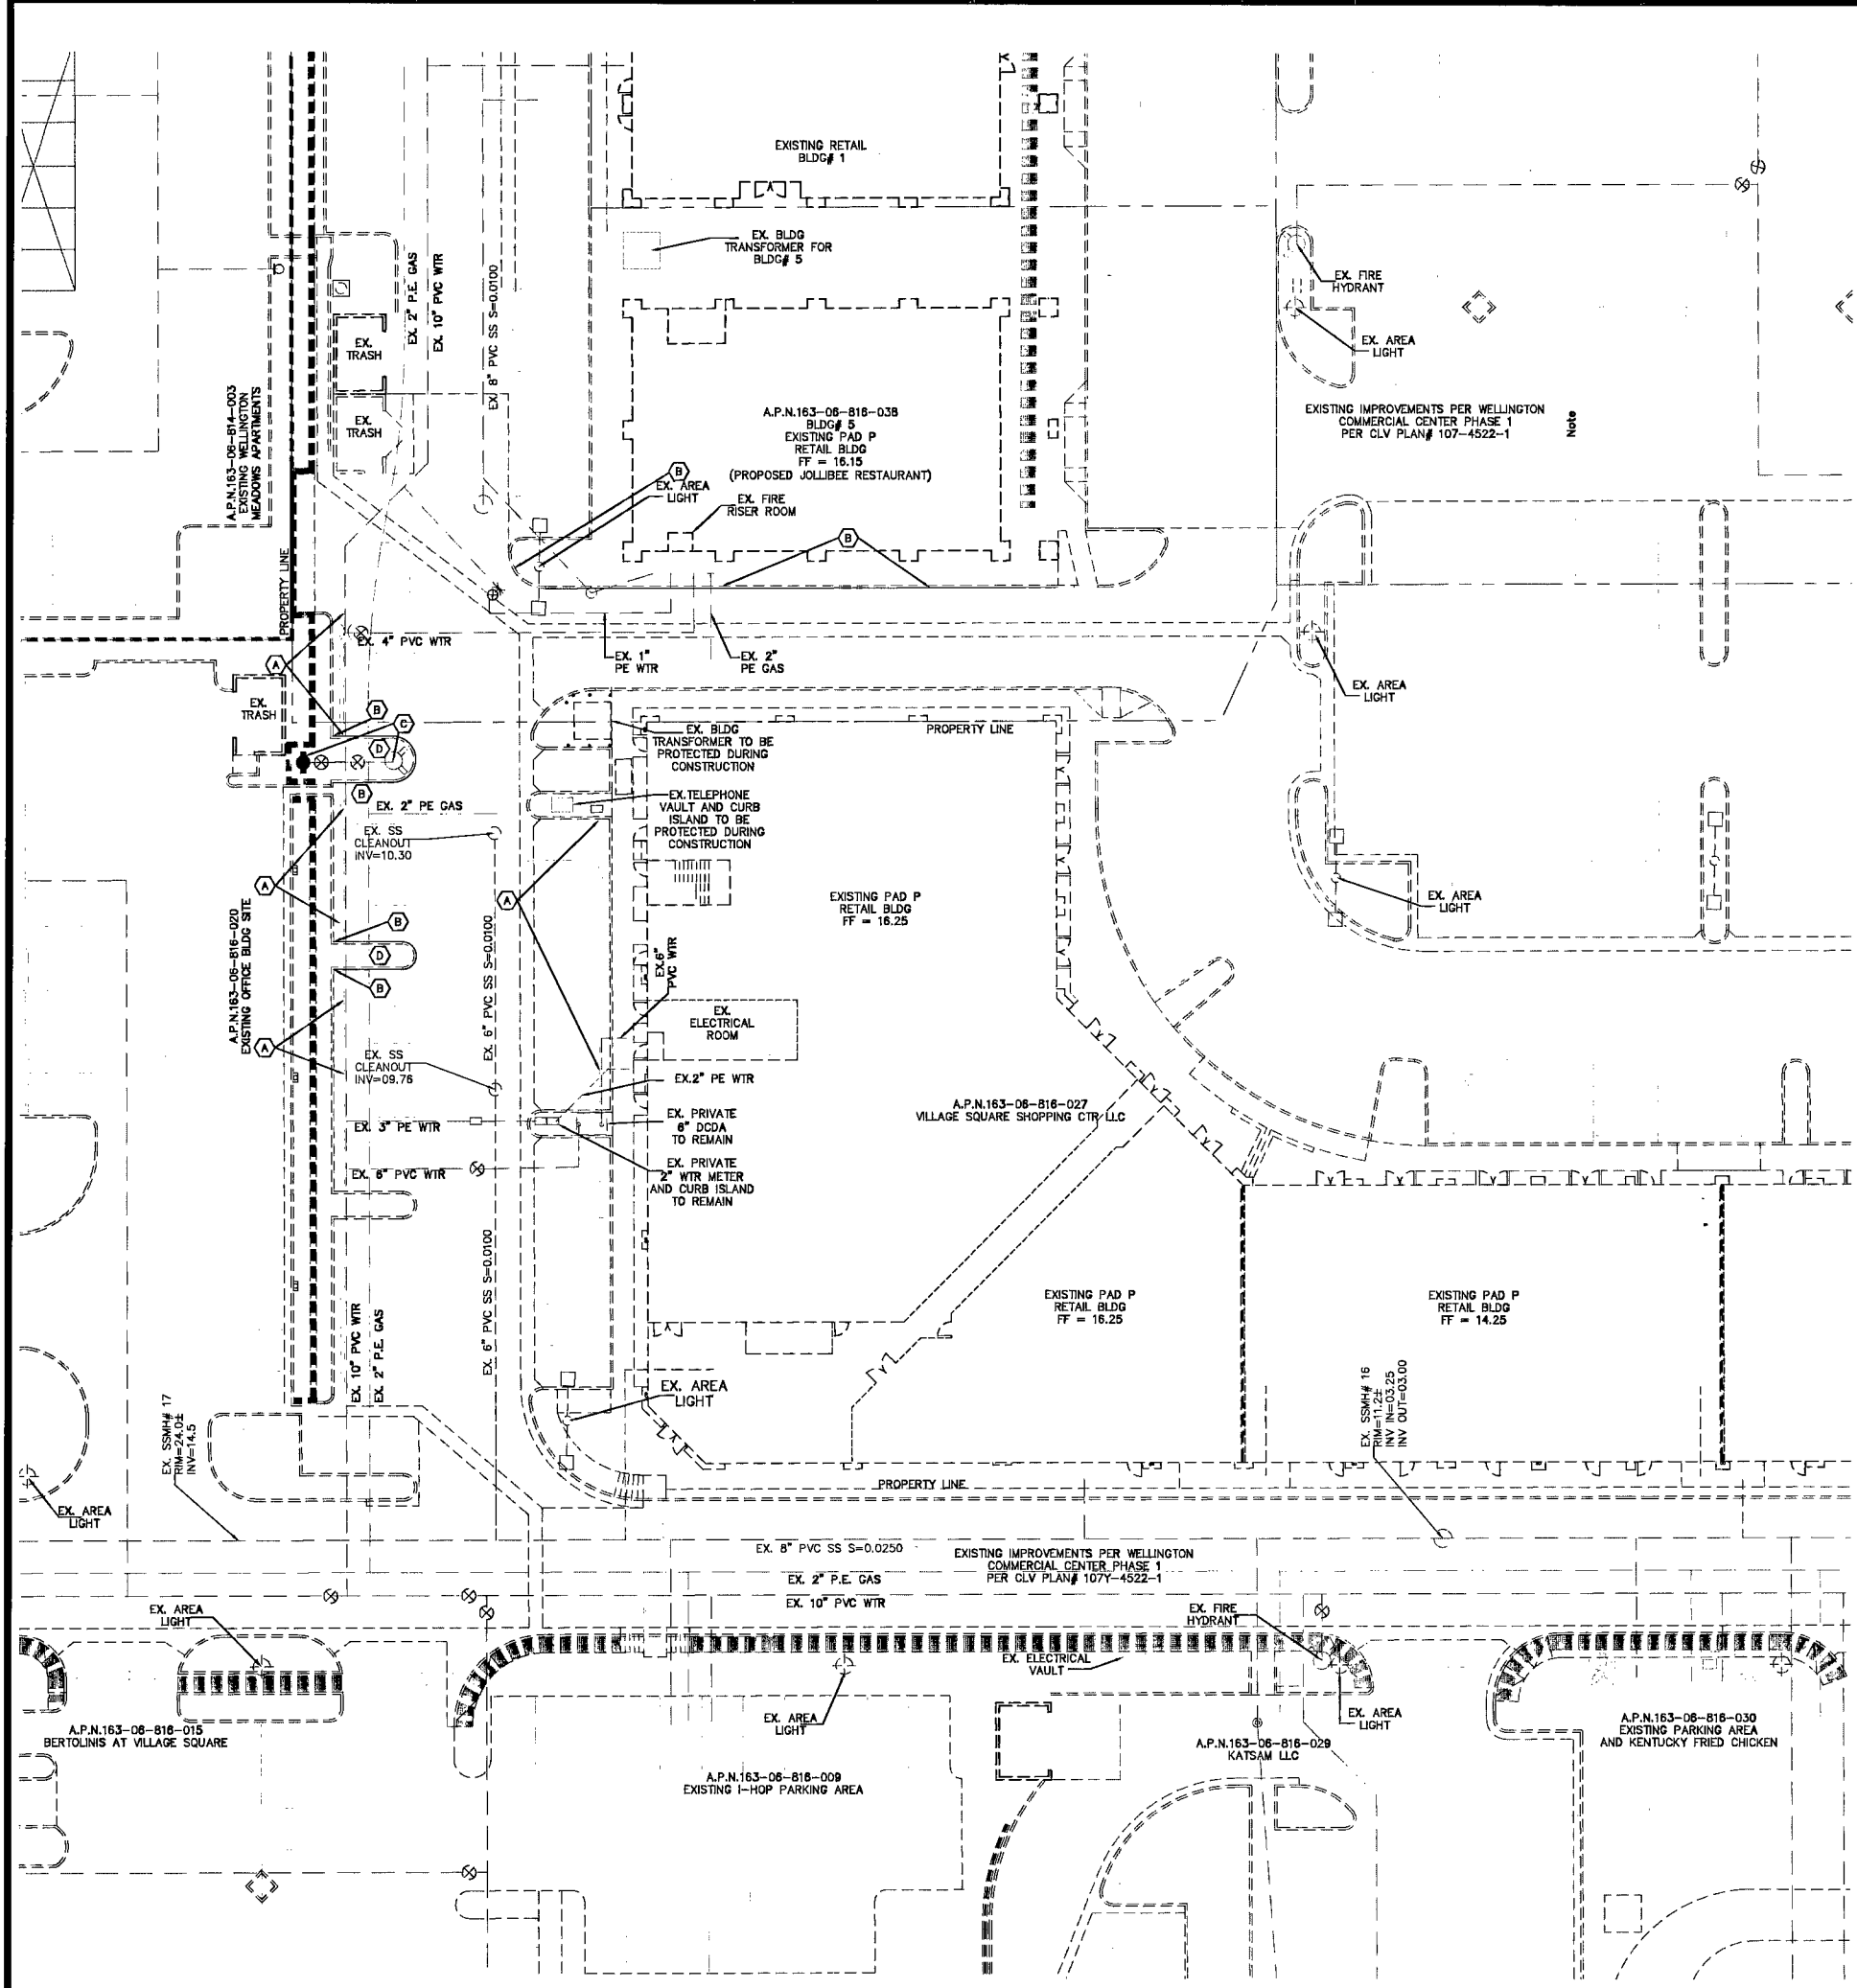 EXISTING RETAIL
BLDG# 1
EX. BLDG
TRANSFORMER FOR
BLDG# 5
EX. 2" P.E. GAS
EX. 10" PVC WTR
EX. 8" PVC SS S=0.0100
EX. FIRE
HYDRANT
EX. AREA
LIGHT
EX.
TRASH
EX.
TRASH
A.P.N.163-06-814-003
EXISTING WELLINGTON
MEADOWS APARTMENTS
A.P.N.163-06-816-038
BLDG# 5
EXISTING PAD P
RETAIL BLDG
FF = 16.15
(PROPOSED JOLLIBEE RESTAURANT)
EXISTING IMPROVEMENTS PER WELLINGTON
COMMERCIAL CENTER PHASE 1
PER CLV PLAN# 107-4522-1
Note
B
EX. AREA
LIGHT
EX. FIRE
RISER ROOM
B
PROPERTY LINE
EX. 4" PVC WTR
A
EX. 1"
PE WTR
EX. 2"
PE GAS
EX. AREA
LIGHT
EX.
TRASH
B
C
D
B
EX. BLDG
TRANSFORMER TO BE
PROTECTED DURING
CONSTRUCTION
PROPERTY LINE
EX. 2" PE GAS
EX.TELEPHONE
VAULT AND CURB
ISLAND TO BE
PROTECTED DURING
CONSTRUCTION
EX. SS
CLEANOUT
INV=10.30
A
A
EXISTING PAD P
RETAIL BLDG
FF = 16.25
EX. AREA
LIGHT
B
D
B
A.P.N.163-06-816-020
EXISTING OFFICE BLDG SITE
EX. 6" PVC SS S=0.0100
EX.6"
PVC WTR
A
EX.
ELECTRICAL
ROOM
EX. SS
CLEANOUT
INV=09.76
EX.2" PE WTR
EX. 3" PE WTR
EX. PRIVATE
6" DCDA
TO REMAIN
A.P.N.163-06-816-027
VILLAGE SQUARE SHOPPING CTR LLC
EX. 6" PVC WTR
EX. PRIVATE
2" WTR METER
AND CURB ISLAND
TO REMAIN
EX. 6" PVC SS S=0.0100
EX. 10" PVC WTR
EX. 2" P.E. GAS
EXISTING PAD P
RETAIL BLDG
FF = 16.25
EXISTING PAD P
RETAIL BLDG
FF = 14.25
EX. AREA
LIGHT
EX. SSMH# 17
RIM=24.0±
INV=14.5
EX. SSMH# 16
RIM=11.2±
INV IN=03.25
INV OUT=03.00
PROPERTY LINE
EX. AREA
LIGHT
EX. 8" PVC SS S=0.0250
EXISTING IMPROVEMENTS PER WELLINGTON
COMMERCIAL CENTER PHASE 1
PER CLV PLAN# 107Y-4522-1
EX. 2" P.E. GAS
EX. 10" PVC WTR
EX. AREA
LIGHT
EX. FIRE
HYDRANT
EX. ELECTRICAL
VAULT
A.P.N.163-06-816-015
BERTOLINIS AT VILLAGE SQUARE
EX. AREA
LIGHT
EX. AREA
LIGHT
A.P.N.163-06-816-029
KATSAM LLC
A.P.N.163-06-816-030
EXISTING PARKING AREA
AND KENTUCKY FRIED CHICKEN
A.P.N.163-06-816-009
EXISTING I-HOP PARKING AREA